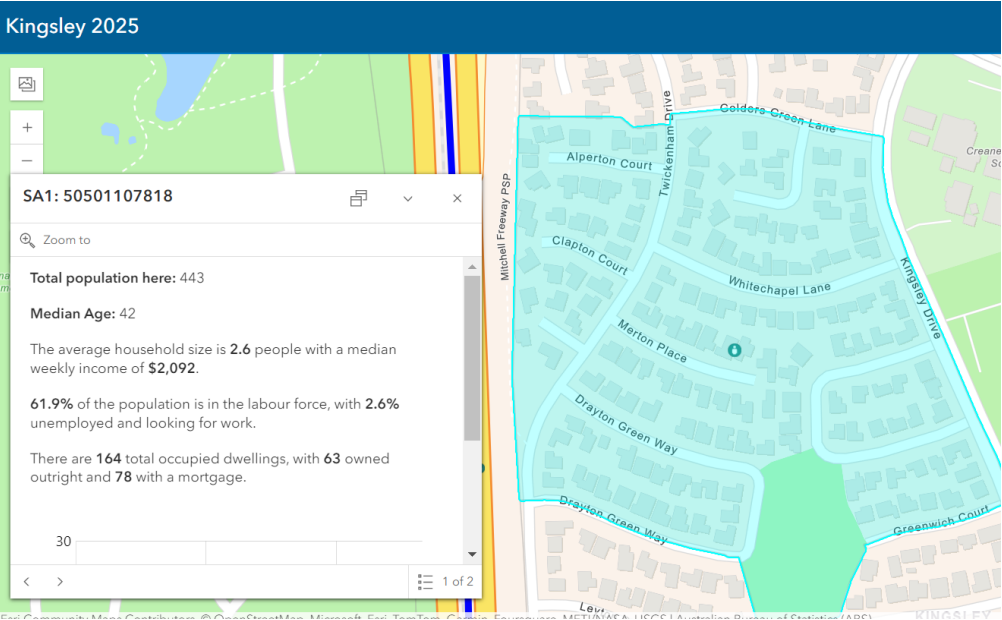 Kingsley 2025
+
−
SA1: 50501107818
Zoom to
Total population here: 443
Median Age: 42
The average household size is 2.6 people with a median
weekly income of $2,092.
61.9% of the population is in the labour force, with 2.6%
unemployed and looking for work.
There are 164 total occupied dwellings, with 63 owned
outright and 78 with a mortgage.
30
1 of 2
Mitchell Freeway PSP
Golders Green Lane
Twickenham Drive
Alperton Court
Creane
Clapton Court
Whitechapel Lane
Kingsley Drive
Merton Place
Drayton Green Way
Drayton Green Way
Greenwich Court
KINGSLEY
Esri Community Maps Contributors, © OpenStreetMap, Microsoft, Esri, TomTom, Garmin, Foursquare, METI/NASA, USGS | Australian Bureau of Statistics (ABS)